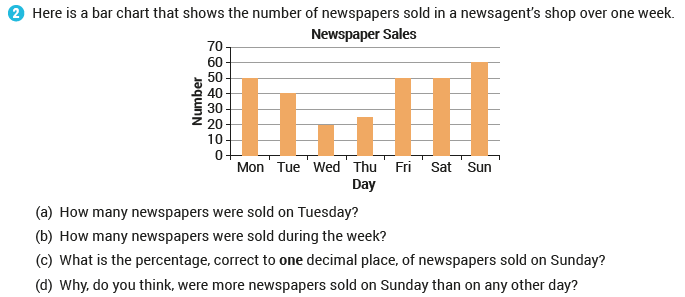 2 Here is a bar chart that shows the number of newspapers sold in a newsagent's shop over one week.
Newspaper Sales
70
60
50
40
30
20
10
0
Number
Mon Tue Wed Thu Fri Sat Sun
Day
(a) How many newspapers were sold on Tuesday?
(b) How many newspapers were sold during the week?
(c) What is the percentage, correct to one decimal place, of newspapers sold on Sunday?
(d) Why, do you think, were more newspapers sold on Sunday than on any other day?